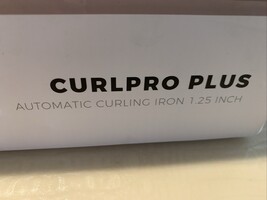 CURLPRO PLUS
AUTOMATIC CURLING IRON 1.25 INCH